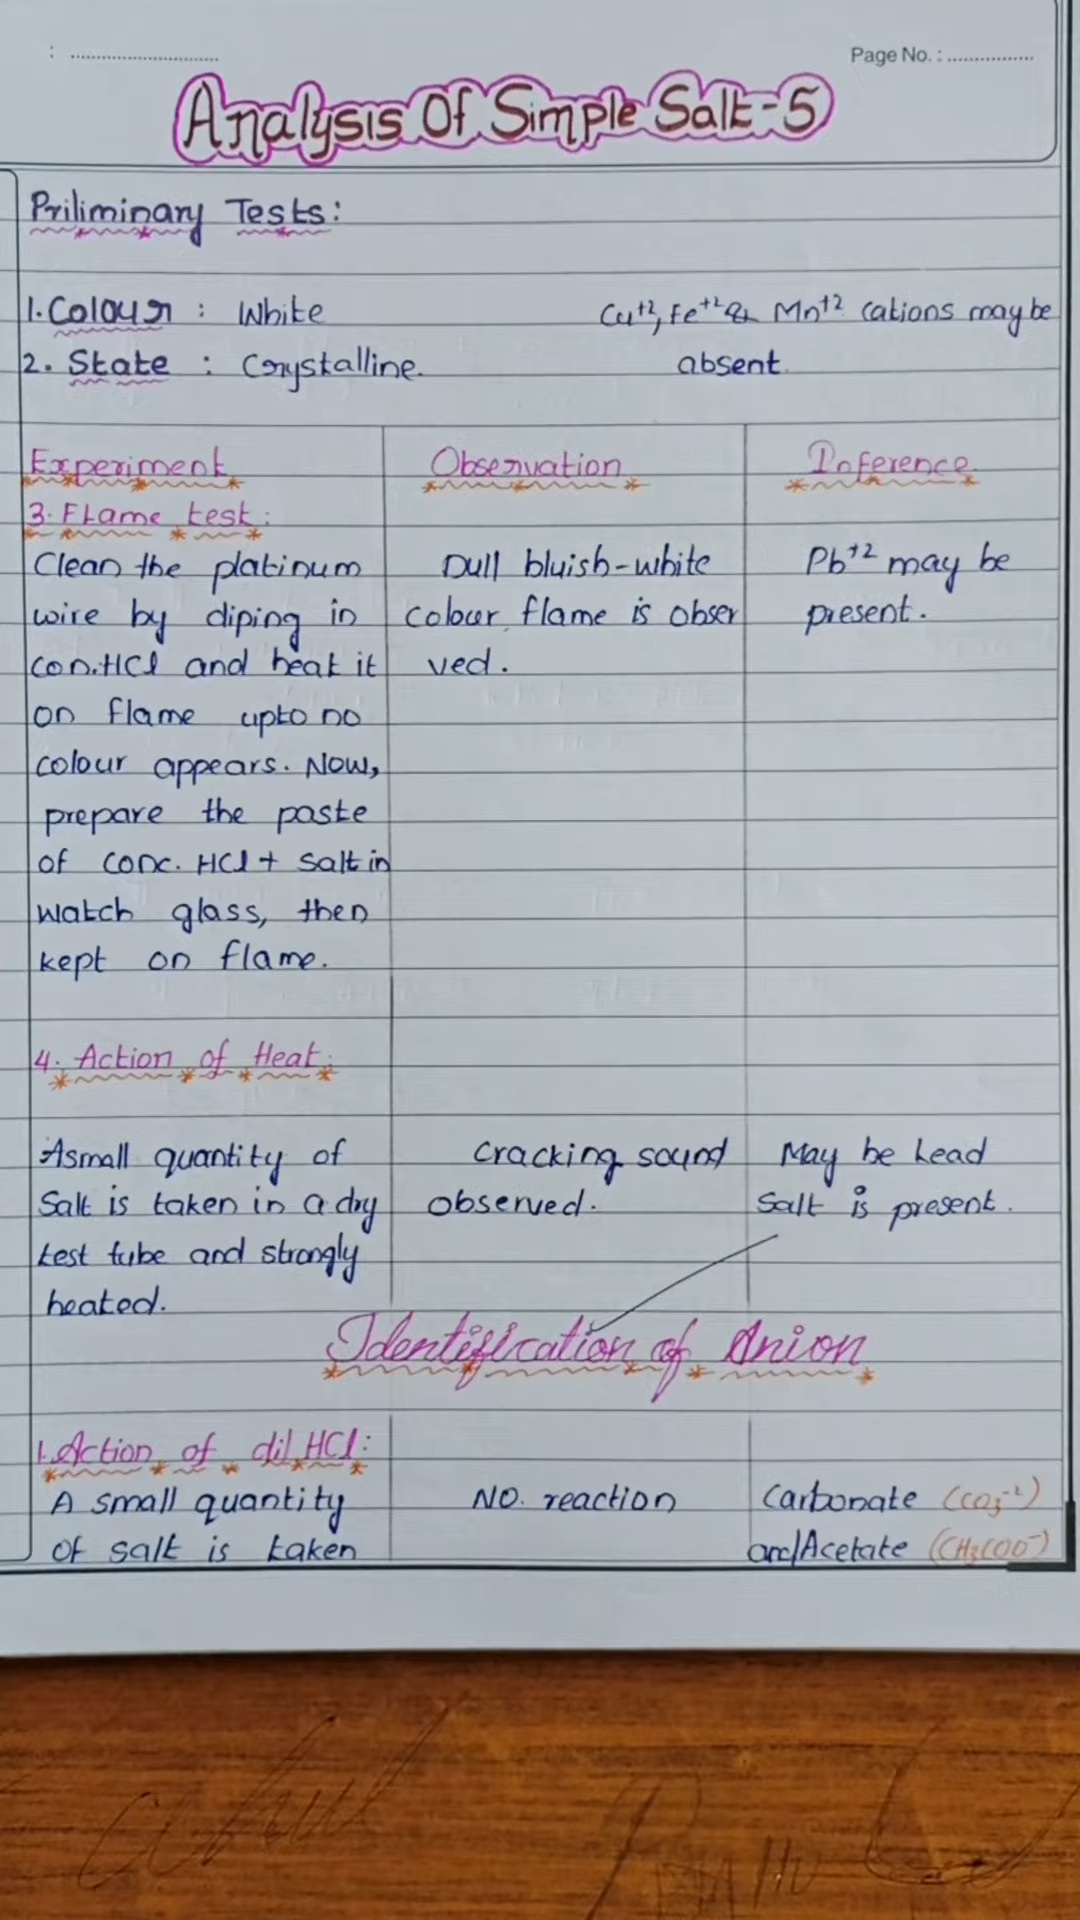 : ............................
Page No. : ................
Analysis Of Simple Salt-5
Priliminary Tests:
1. Colour : White
Cu+2, Fe+2 & Mn+2 cations may be
2. State : Crystalline.
absent.
Experiment
Observation
Inference
3. Flame test:
Clean the platinum
Dull bluish-white
Pb+2 may be
wire by diping in
colour flame is obser
present.
con.HCl and heat it
ved.
on flame upto no
colour appears. Now,
prepare the paste
of conc. HCl + Salt in
watch glass, then
kept on flame.
4. Action of Heat:
A small quantity of
Cracking sound
May be Lead
Salt is taken in a dry
observed.
Salt is present.
test tube and strongly
heated.
Identification of Anion
1. Action of dil HCl:
A small quantity
No. reaction
Carbonate (CO3-2)
of salt is taken
and/Acetate (CH3COO-)